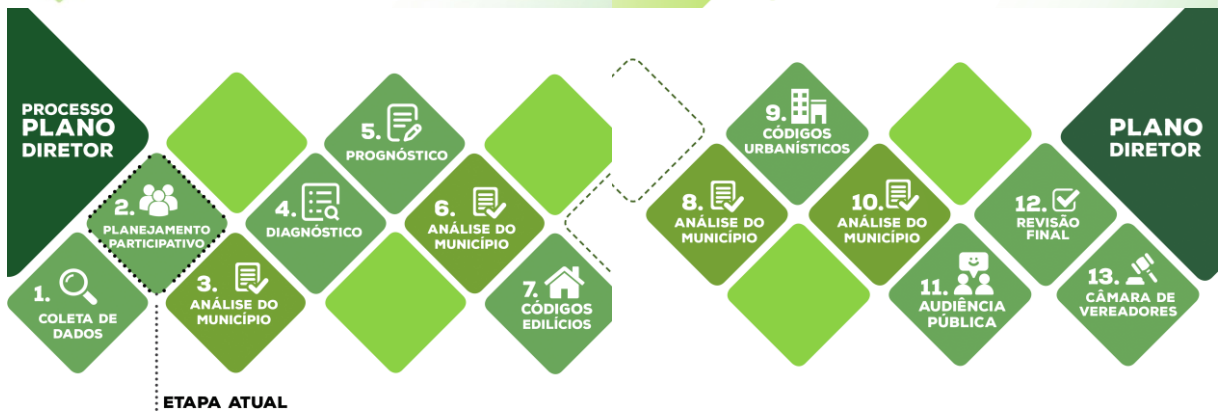 PROCESSO
PLANO
DIRETOR
1.
COLETA DE
DADOS
2.
PLANEJAMENTO
PARTICIPATIVO
3.
ANÁLISE DO
MUNICÍPIO
4.
DIAGNÓSTICO
5.
PROGNÓSTICO
6.
ANÁLISE DO
MUNICÍPIO
7.
CÓDIGOS
EDILÍCIOS
8.
ANÁLISE DO
MUNICÍPIO
9.
CÓDIGOS
URBANÍSTICOS
10.
ANÁLISE DO
MUNICÍPIO
11.
AUDIÊNCIA
PÚBLICA
12.
REVISÃO
FINAL
13.
CÂMARA DE
VEREADORES
PLANO
DIRETOR
ETAPA ATUAL